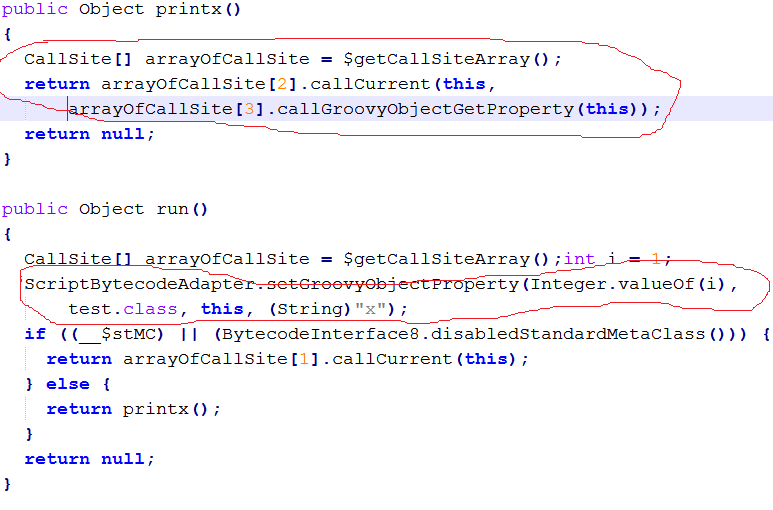 public Object printx()
{
  CallSite[] arrayOfCallSite = $getCallSiteArray();
  return arrayOfCallSite[2].callCurrent(this,
      arrayOfCallSite[3].callGroovyObjectGetProperty(this));
  return null;
}

public Object run()
{
  CallSite[] arrayOfCallSite = $getCallSiteArray();int i = 1;
  ScriptBytecodeAdapter.setGroovyObjectProperty(Integer.valueOf(i),
      test.class, this, (String)"x");
  if ((__$stMC) || (BytecodeInterface8.disabledStandardMetaClass())) {
    return arrayOfCallSite[1].callCurrent(this);
  } else {
    return printx();
  }
  return null;
}